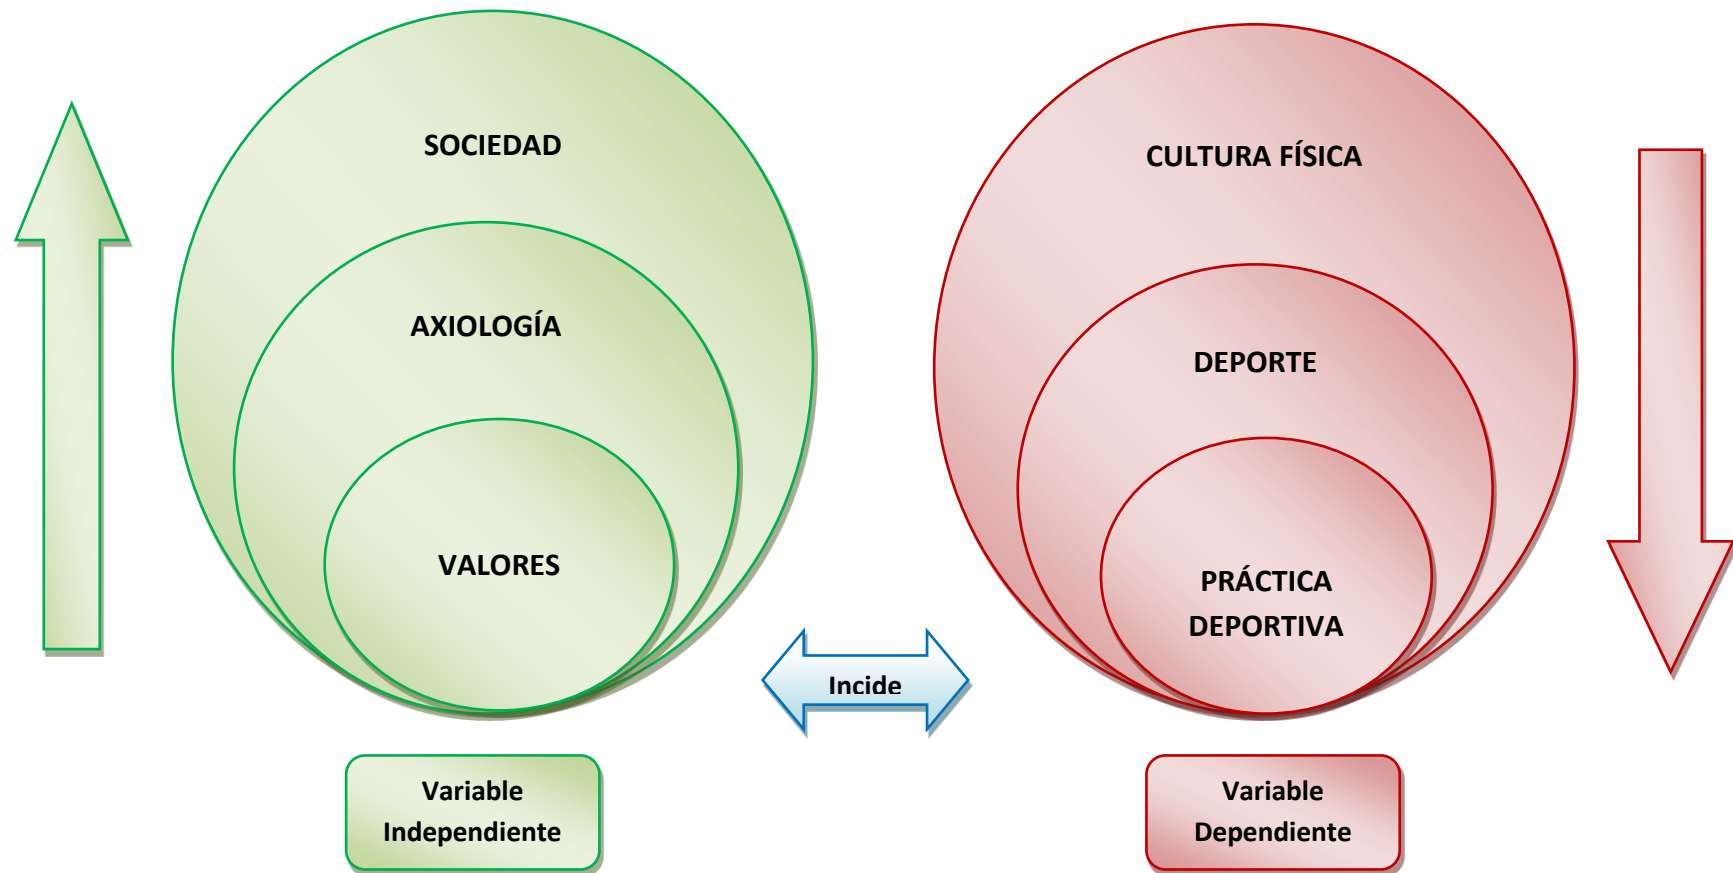 SOCIEDAD
AXIOLOGÍA
VALORES
CULTURA FÍSICA
DEPORTE
PRÁCTICA
DEPORTIVA
Incide
Variable
Independiente
Variable
Dependiente